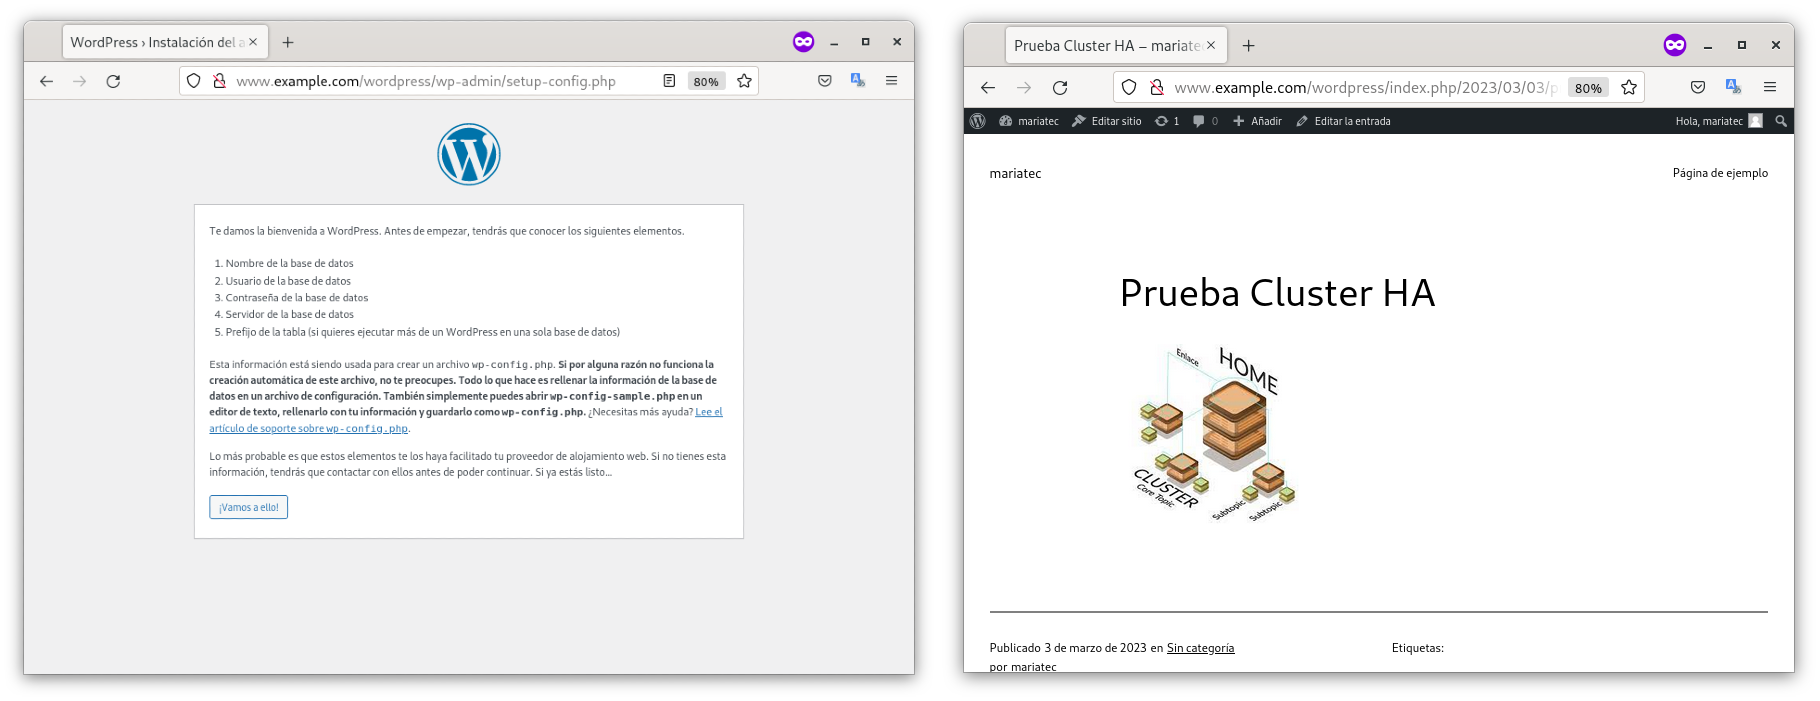 WordPress › Instalación del a
www.example.com/wordpress/wp-admin/setup-config.php
80%
Te damos la bienvenida a WordPress. Antes de empezar, tendrás que conocer los siguientes elementos.
1. Nombre de la base de datos
2. Usuario de la base de datos
3. Contraseña de la base de datos
4. Servidor de la base de datos
5. Prefijo de la tabla (si quieres ejecutar más de un WordPress en una sola base de datos)
Esta información está siendo usada para crear un archivo wp-config.php. Si por alguna razón no funciona la
creación automática de este archivo, no te preocupes. Todo lo que hace es rellenar la información de la base de
datos en un archivo de configuración. También simplemente puedes abrir wp-config-sample.php en un
editor de texto, rellenarlo con tu información y guardarlo como wp-config.php. ¿Necesitas más ayuda? Lee el
artículo de soporte sobre wp-config.php.
Lo más probable es que estos elementos te los haya facilitado tu proveedor de alojamiento web. Si no tienes esta
información, tendrás que contactar con ellos antes de poder continuar. Si ya estás listo…
¡Vamos a ello!
Prueba Cluster HA – mariate
www.example.com/wordpress/index.php/2023/03/03/p
80%
mariatec
Editar sitio
1
0
Añadir
Editar la entrada
Hola, mariatec
mariatec
Página de ejemplo
Prueba Cluster HA
Enlace
HOME
CLUSTER
Core Topic
Subtopic
Subtopic
Publicado 3 de marzo de 2023 en Sin categoría
por mariatec
Etiquetas: